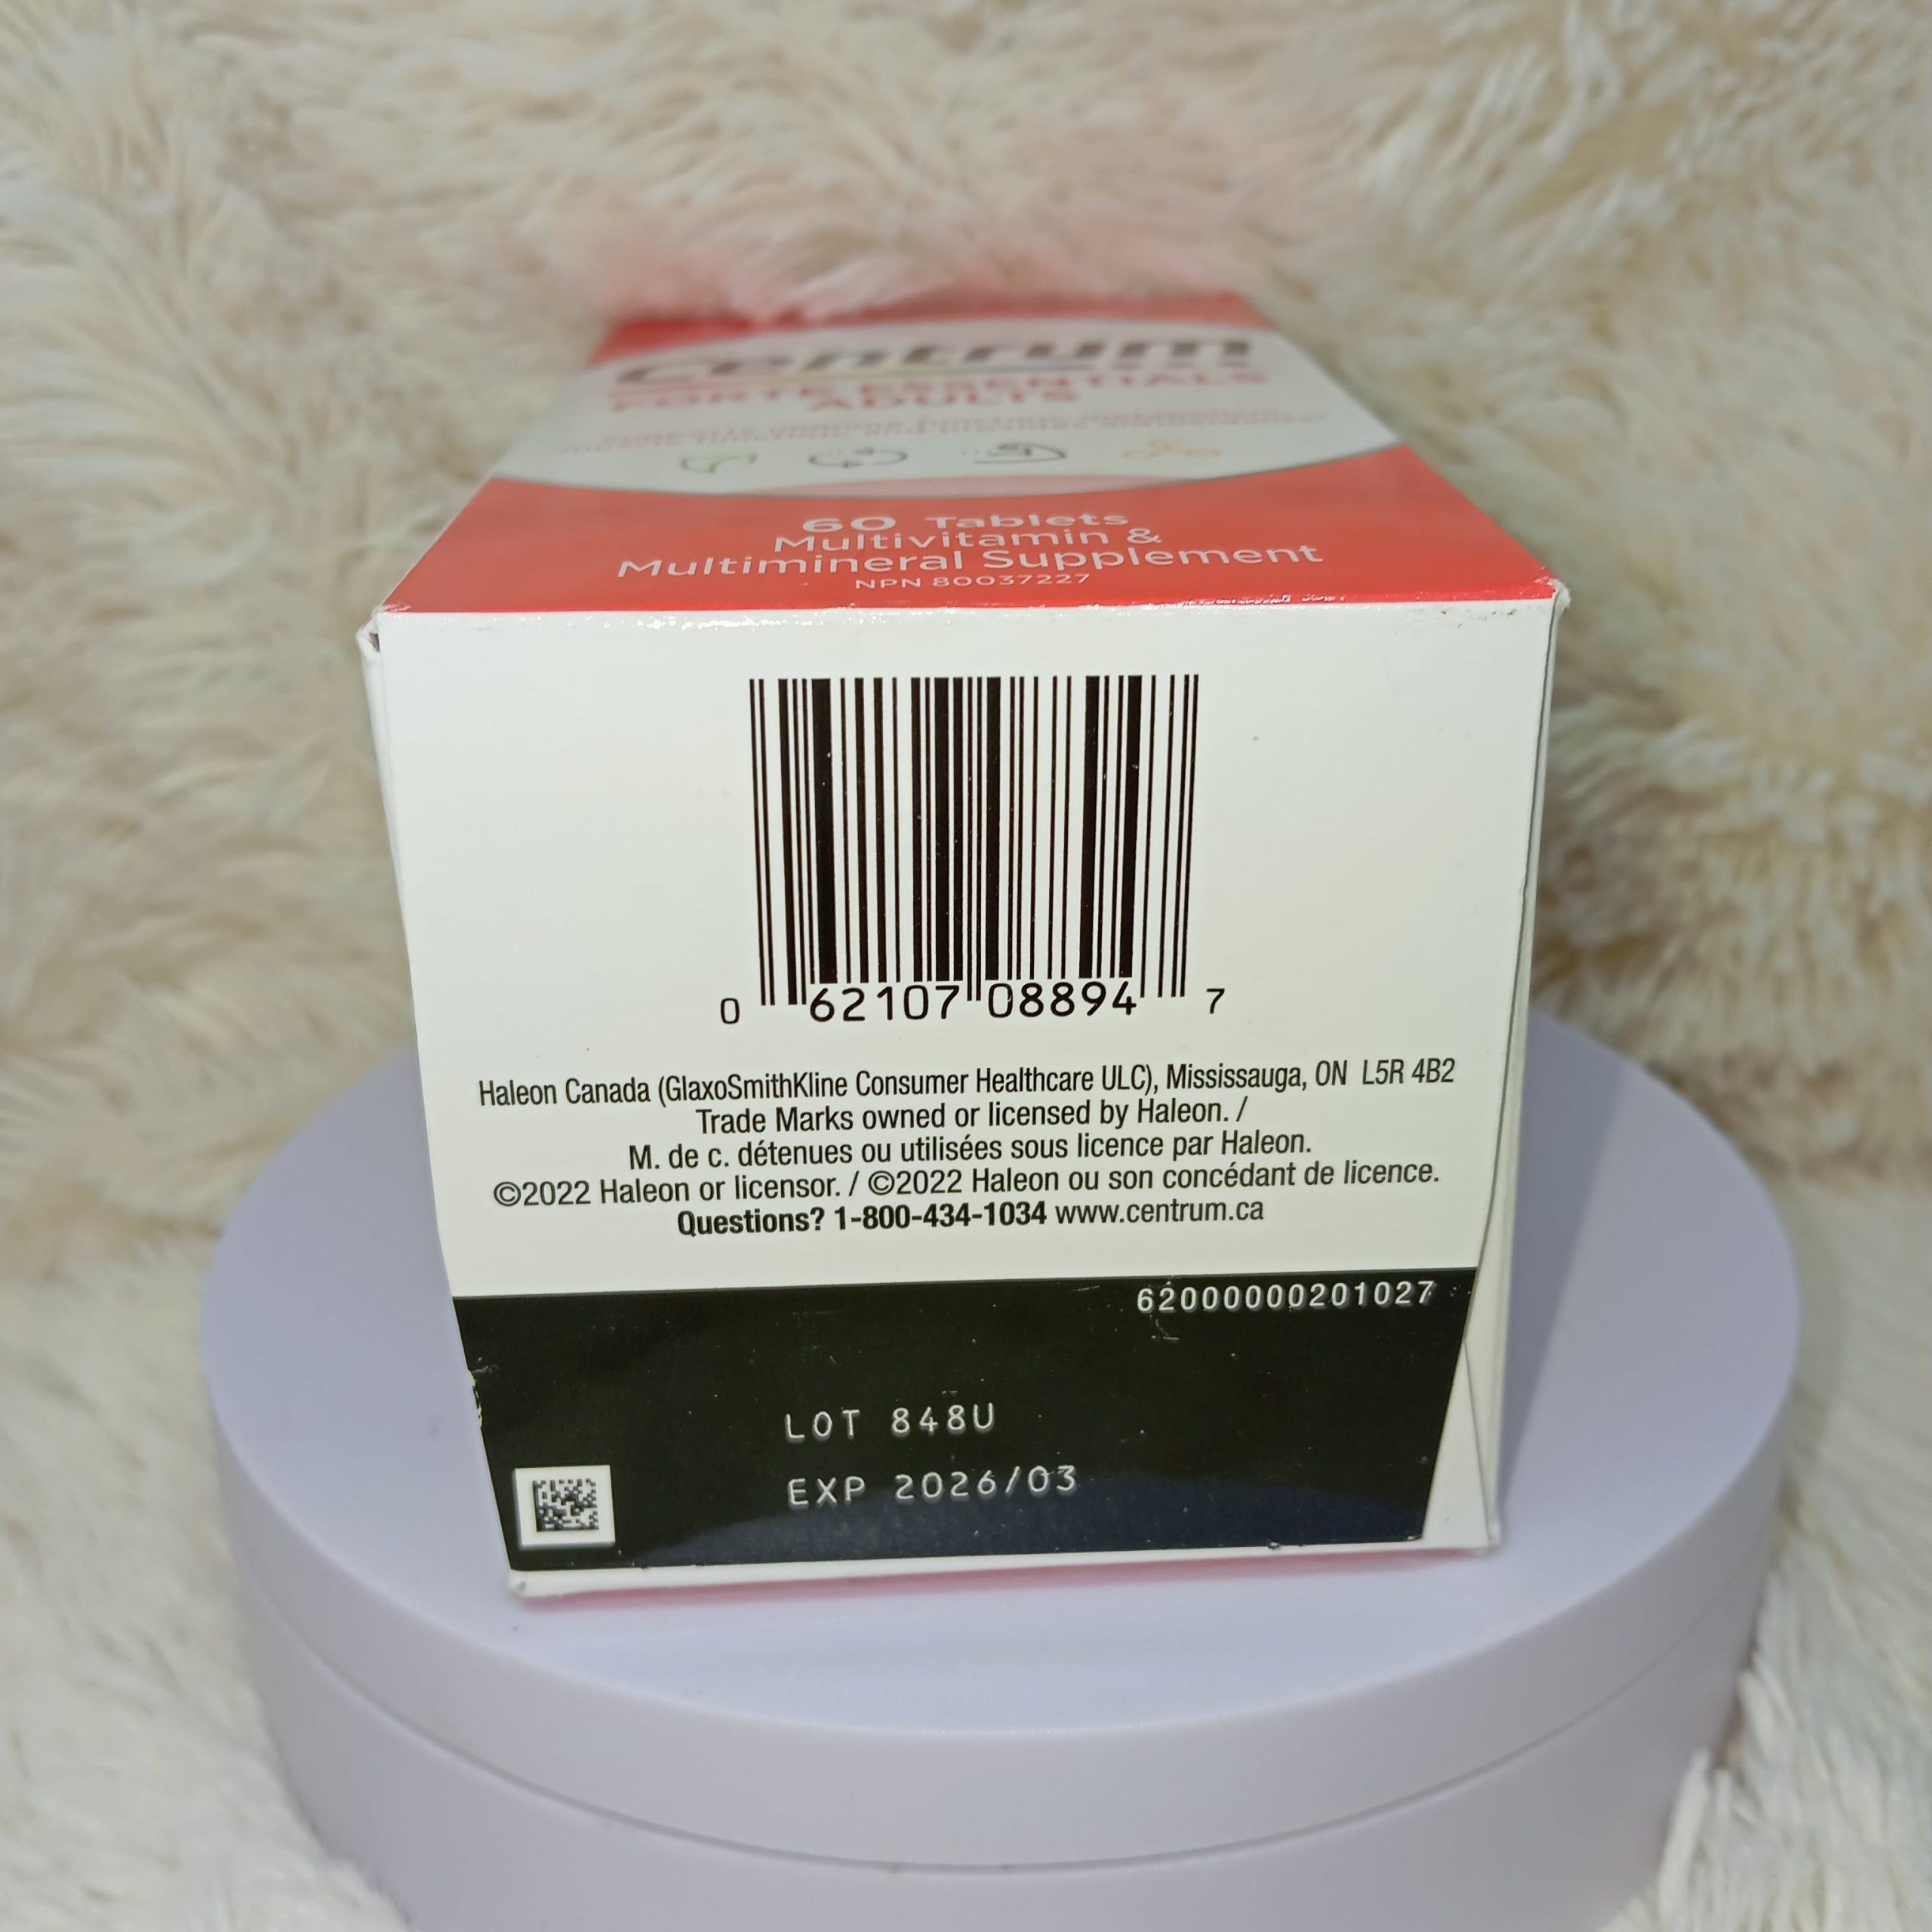 Centrum
FORTE ESSENTIALS
ADULTS
60 Tablets
Multivitamin &
Multimineral Supplement
NPN 80037227
0 62107 08894 7
Haleon Canada (GlaxoSmithKline Consumer Healthcare ULC), Mississauga, ON L5R 4B2
Trade Marks owned or licensed by Haleon. /
M. de c. détenues ou utilisées sous licence par Haleon.
©2022 Haleon or licensor. / ©2022 Haleon ou son concédant de licence.
Questions? 1-800-434-1034 www.centrum.ca
62000000201027
LOT 848U
EXP 2026/03